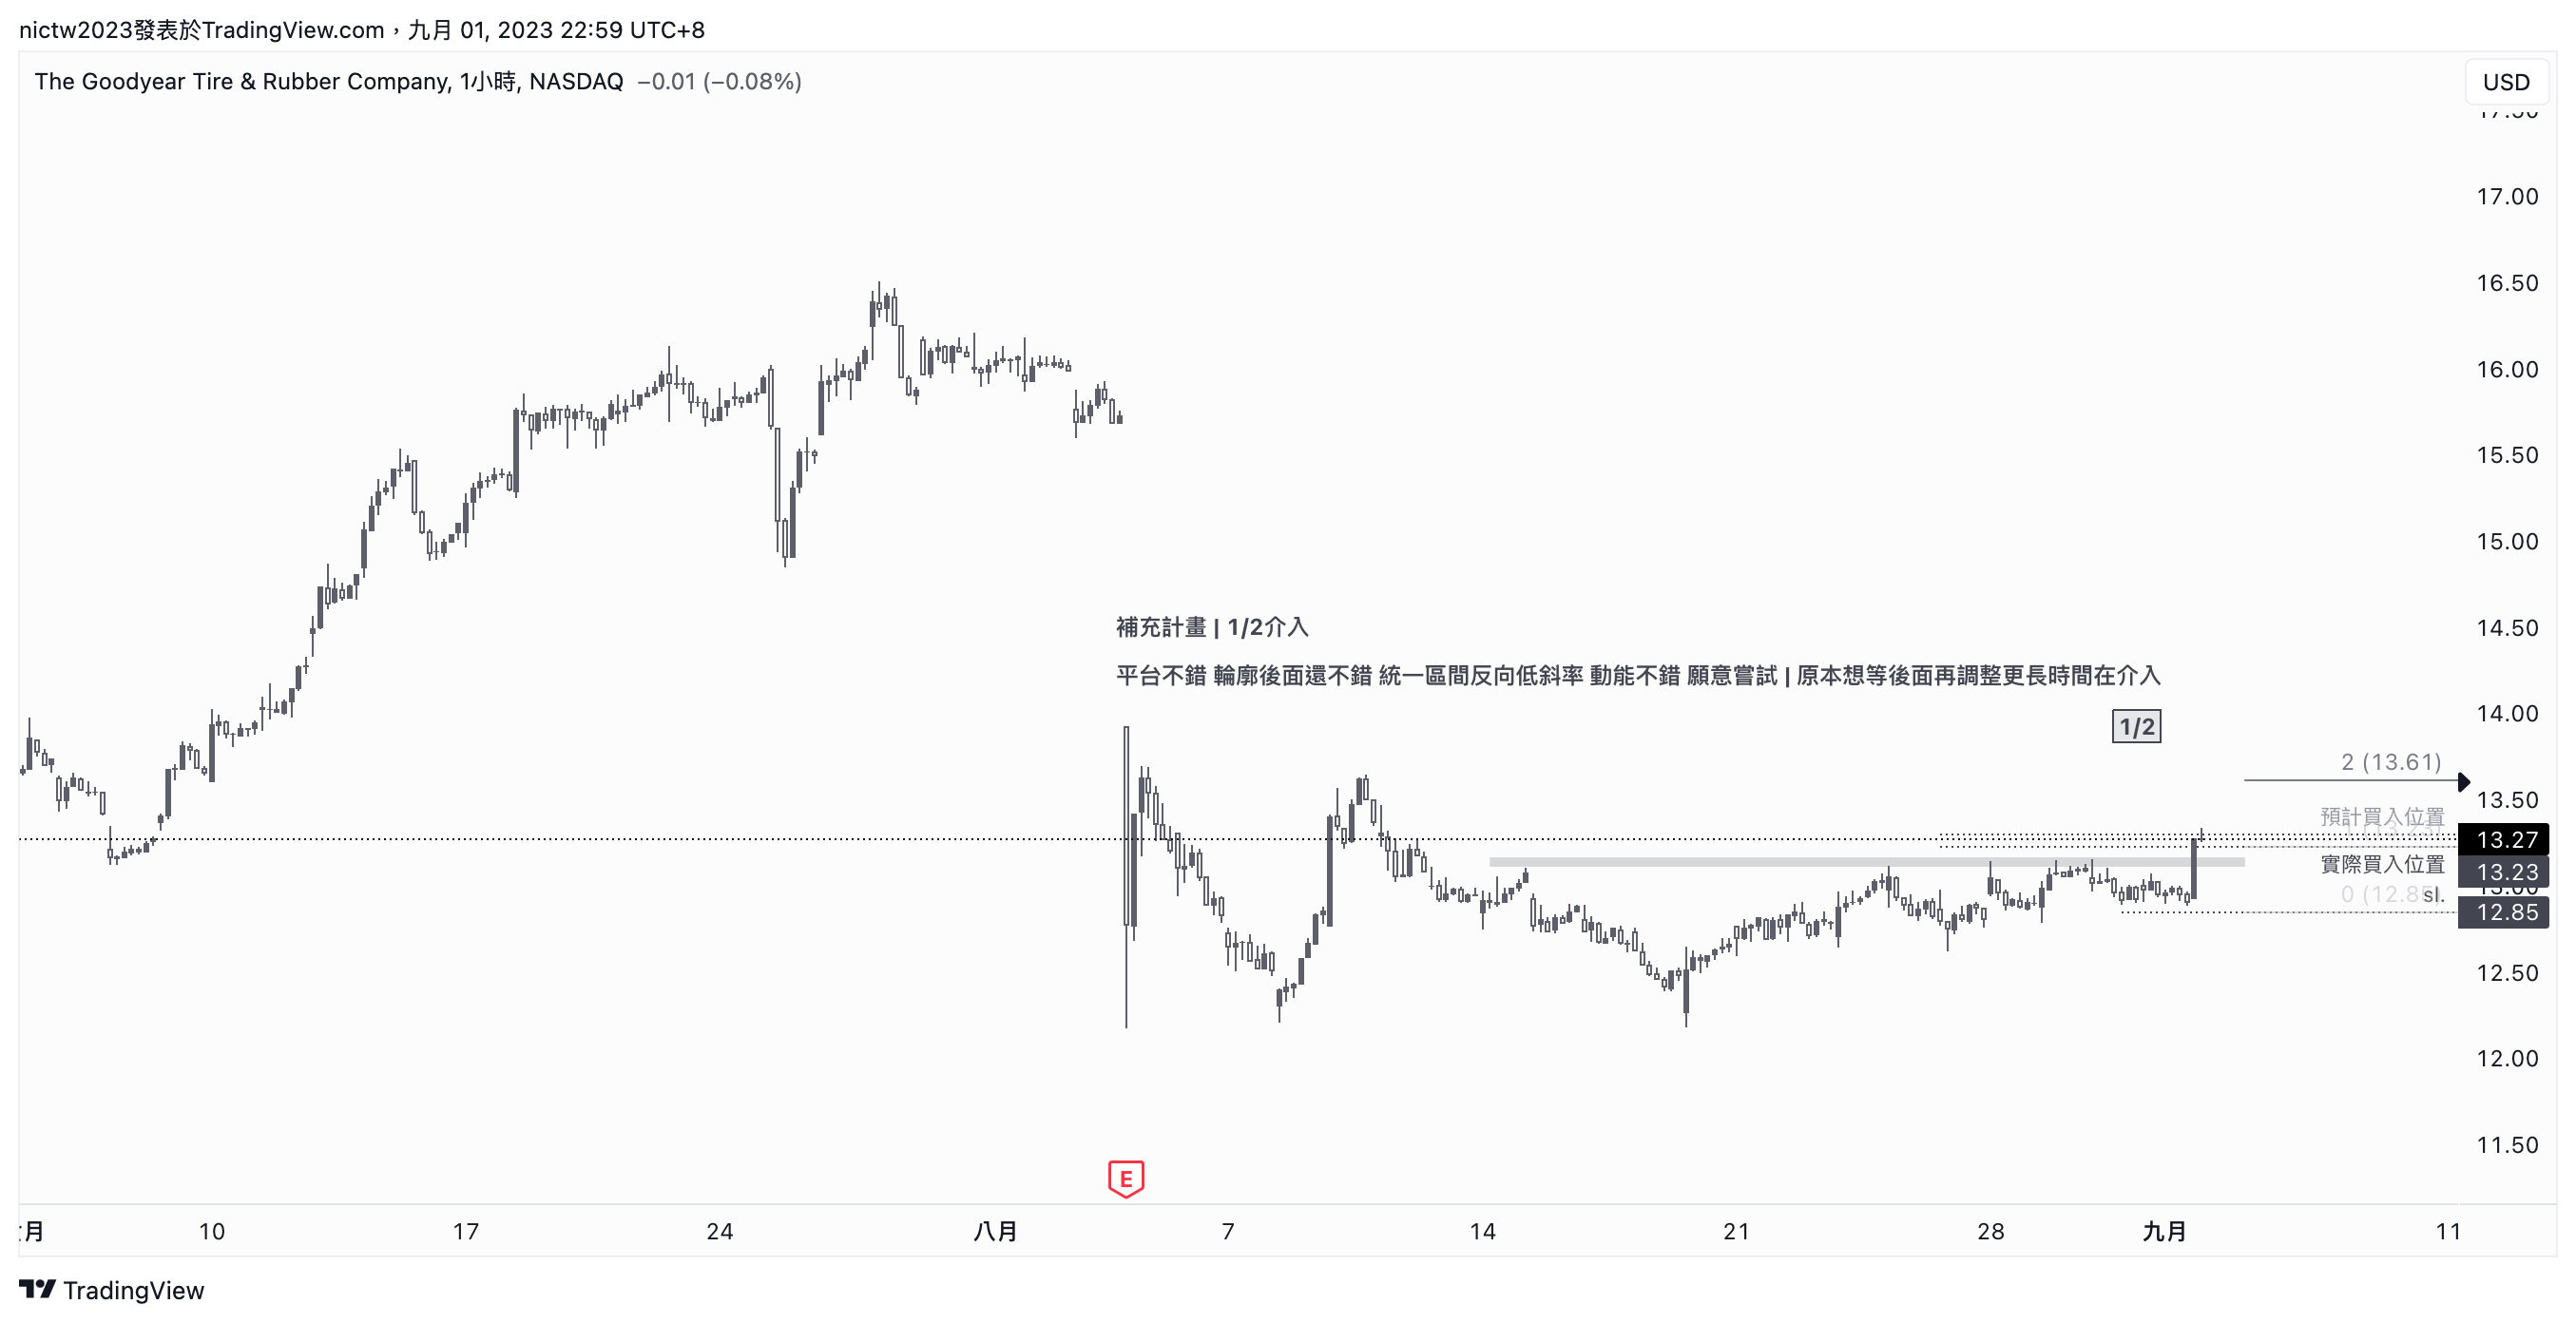 nictw2023發表於TradingView.com，九月 01, 2023 22:59 UTC+8
The Goodyear Tire & Rubber Company, 1小時, NASDAQ −0.01 (−0.08%)
USD
17.50
17.00
16.50
16.00
15.50
15.00
補充計畫 | 1/2介入
14.50
平台不錯 輪廓後面還不錯 統一區間反向低斜率 動能不錯 願意嘗試 | 原本想等後面再調整更長時間在介入
14.00
1/2
2 (13.61)
13.50
預計買入位置
13.27
實際買入位置
13.23
13.00
0 (12.85)
sl.
12.85
12.50
12.00
11.50
E
月 10 17 24 八月 7 14 21 28 九月 11
TradingView